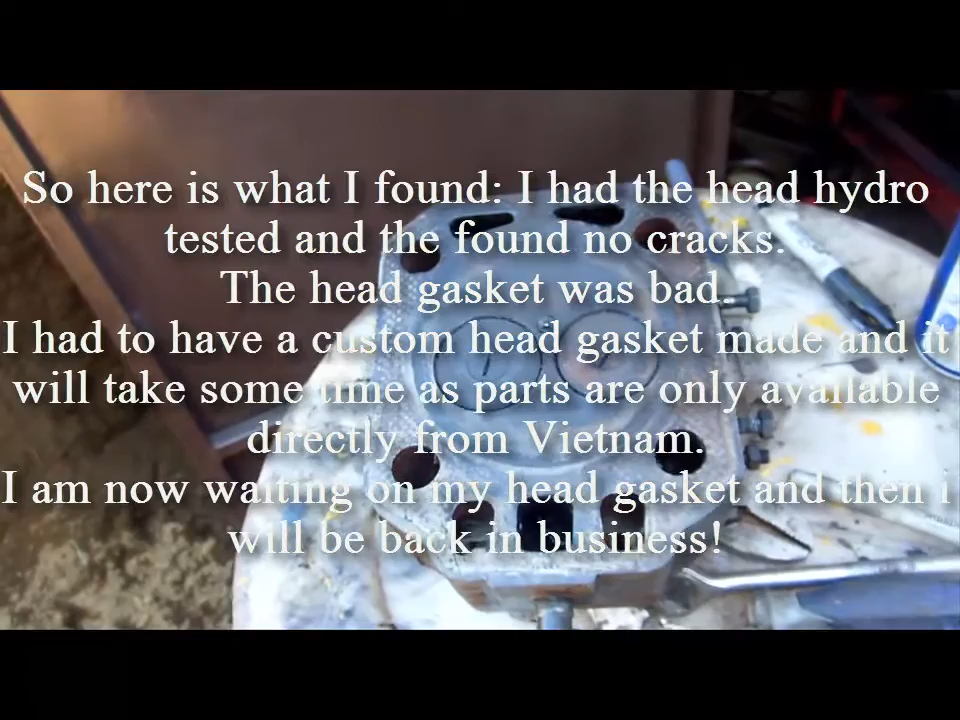 So here is what I found: I had the head hydro
tested and the found no cracks.
The head gasket was bad.
I had to have a custom head gasket made and it
will take some time as parts are only available
directly from Vietnam.
I am now waiting on my head gasket and then i
will be back in business!